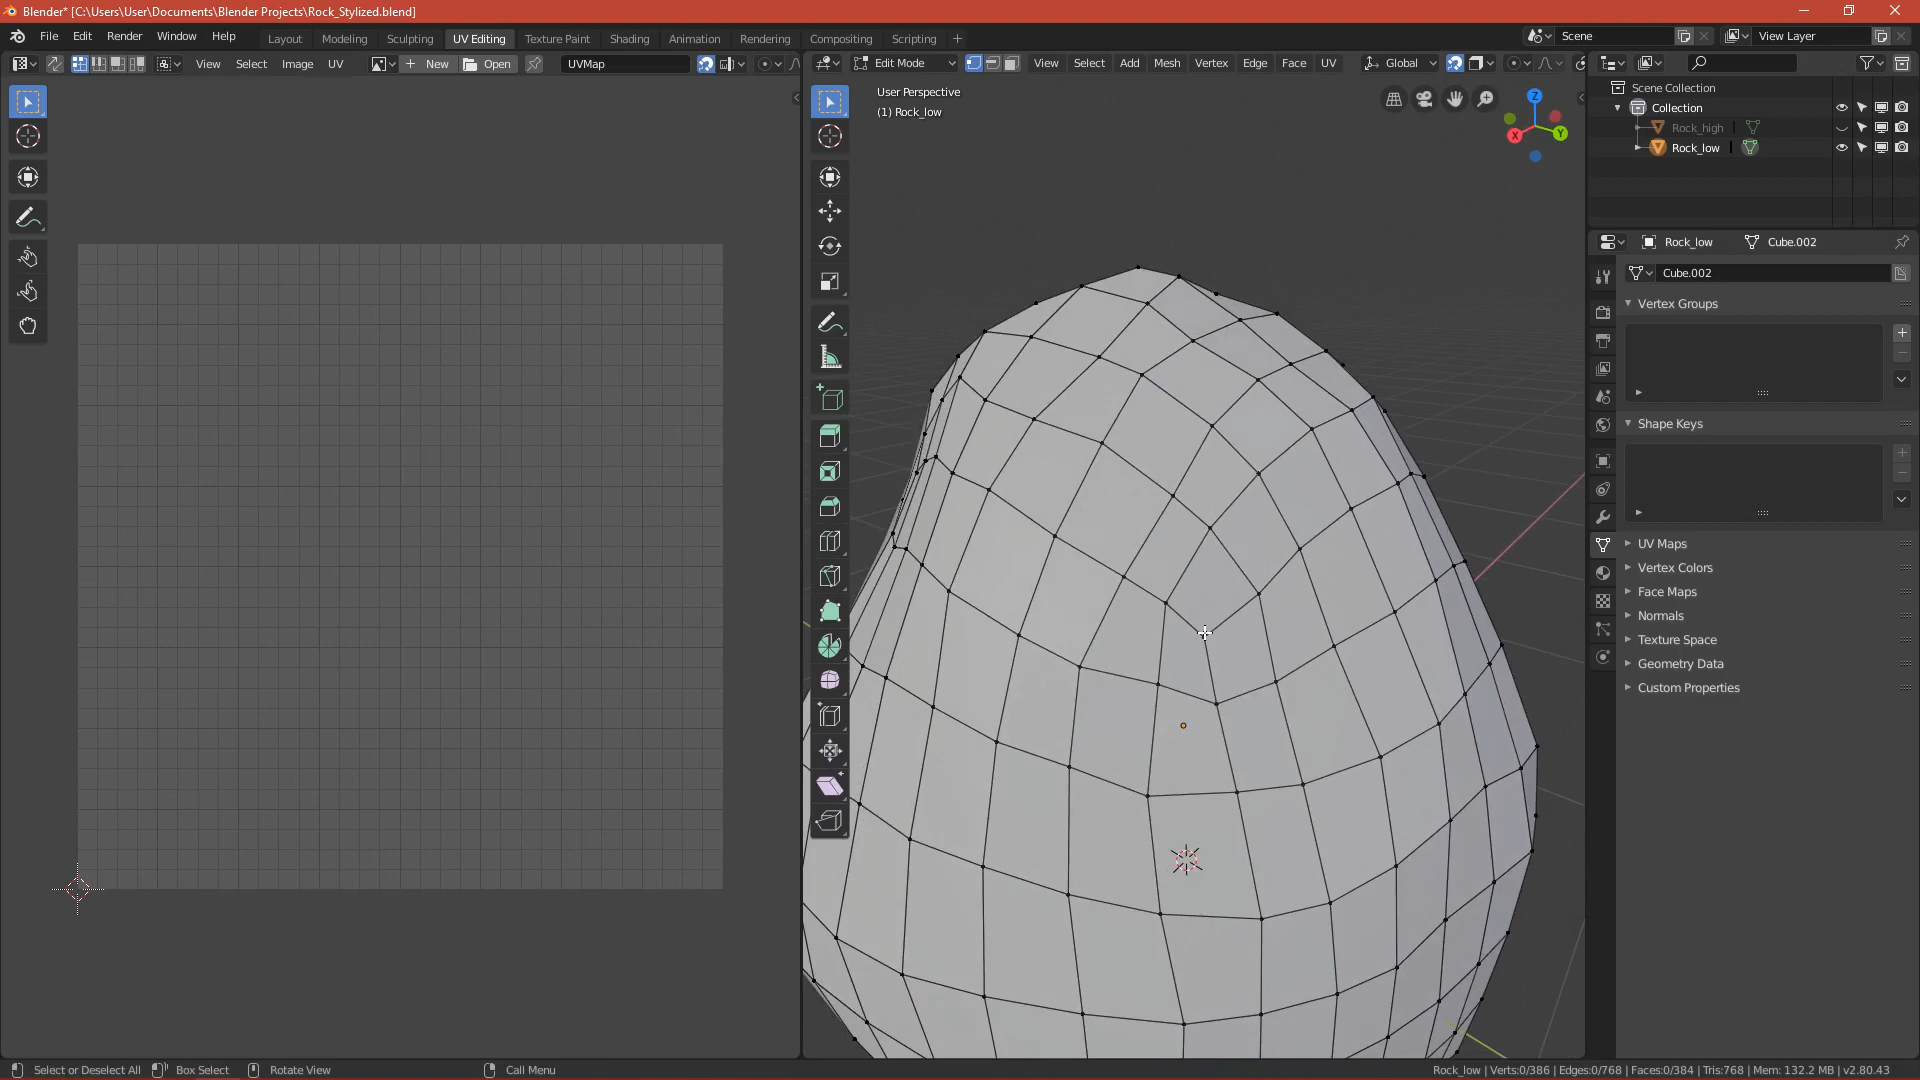 Blender* [C:\Users\User\Documents\Blender Projects\Rock_Stylized.blend]
File Edit Render Window Help
Layout Modeling Sculpting UV Editing Texture Paint Shading Animation Rendering Compositing Scripting
Scene
View Layer
View Select Image UV
New Open
UVMap
Edit Mode
View Select Add Mesh Vertex Edge Face UV
Global
User Perspective
(1) Rock_low
Z
X
Y
Scene Collection
Collection
Rock_high
Rock_low
Rock_low Cube.002
Cube.002
Vertex Groups
Shape Keys
UV Maps
Vertex Colors
Face Maps
Normals
Texture Space
Geometry Data
Custom Properties
Select or Deselect All Box Select Rotate View Call Menu
Rock_low | Verts:0/386 | Edges:0/768 | Faces:0/384 | Tris:768 | Mem: 132.2 MB | v2.80.43